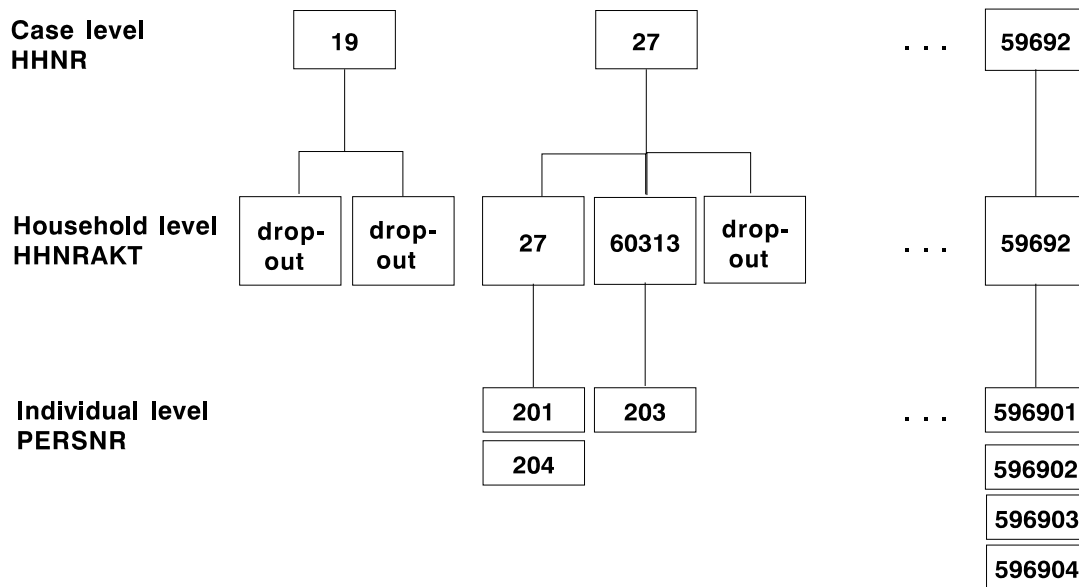 Case level
HHNR
19
27
. . .
59692
Household level
HHNRAKT
drop-
out
drop-
out
27
60313
drop-
out
. . .
59692
Individual level
PERSNR
201
203
. . .
596901
204
596902
596903
596904